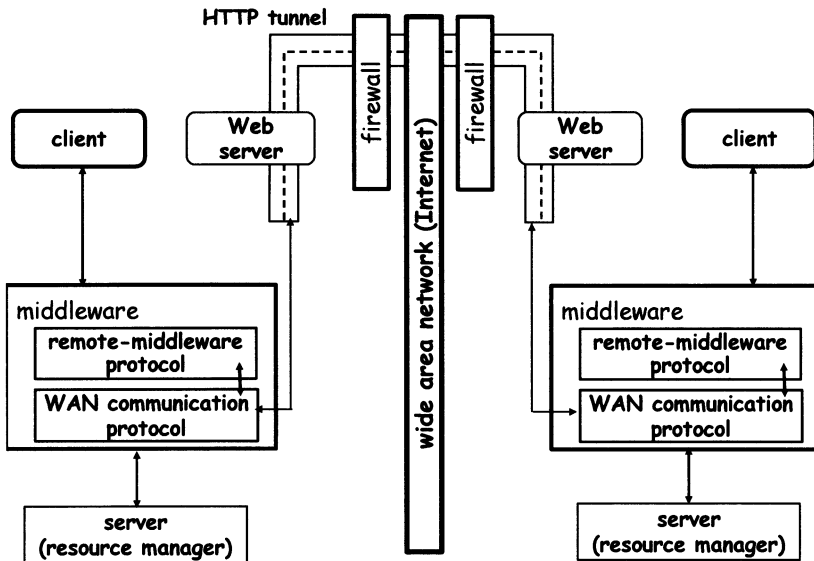 HTTP tunnel
client
Web
server
firewall
wide area network (Internet)
firewall
Web
server
client
middleware
remote-middleware
protocol
WAN communication
protocol
server
(resource manager)
middleware
remote-middleware
protocol
WAN communication
protocol
server
(resource manager)